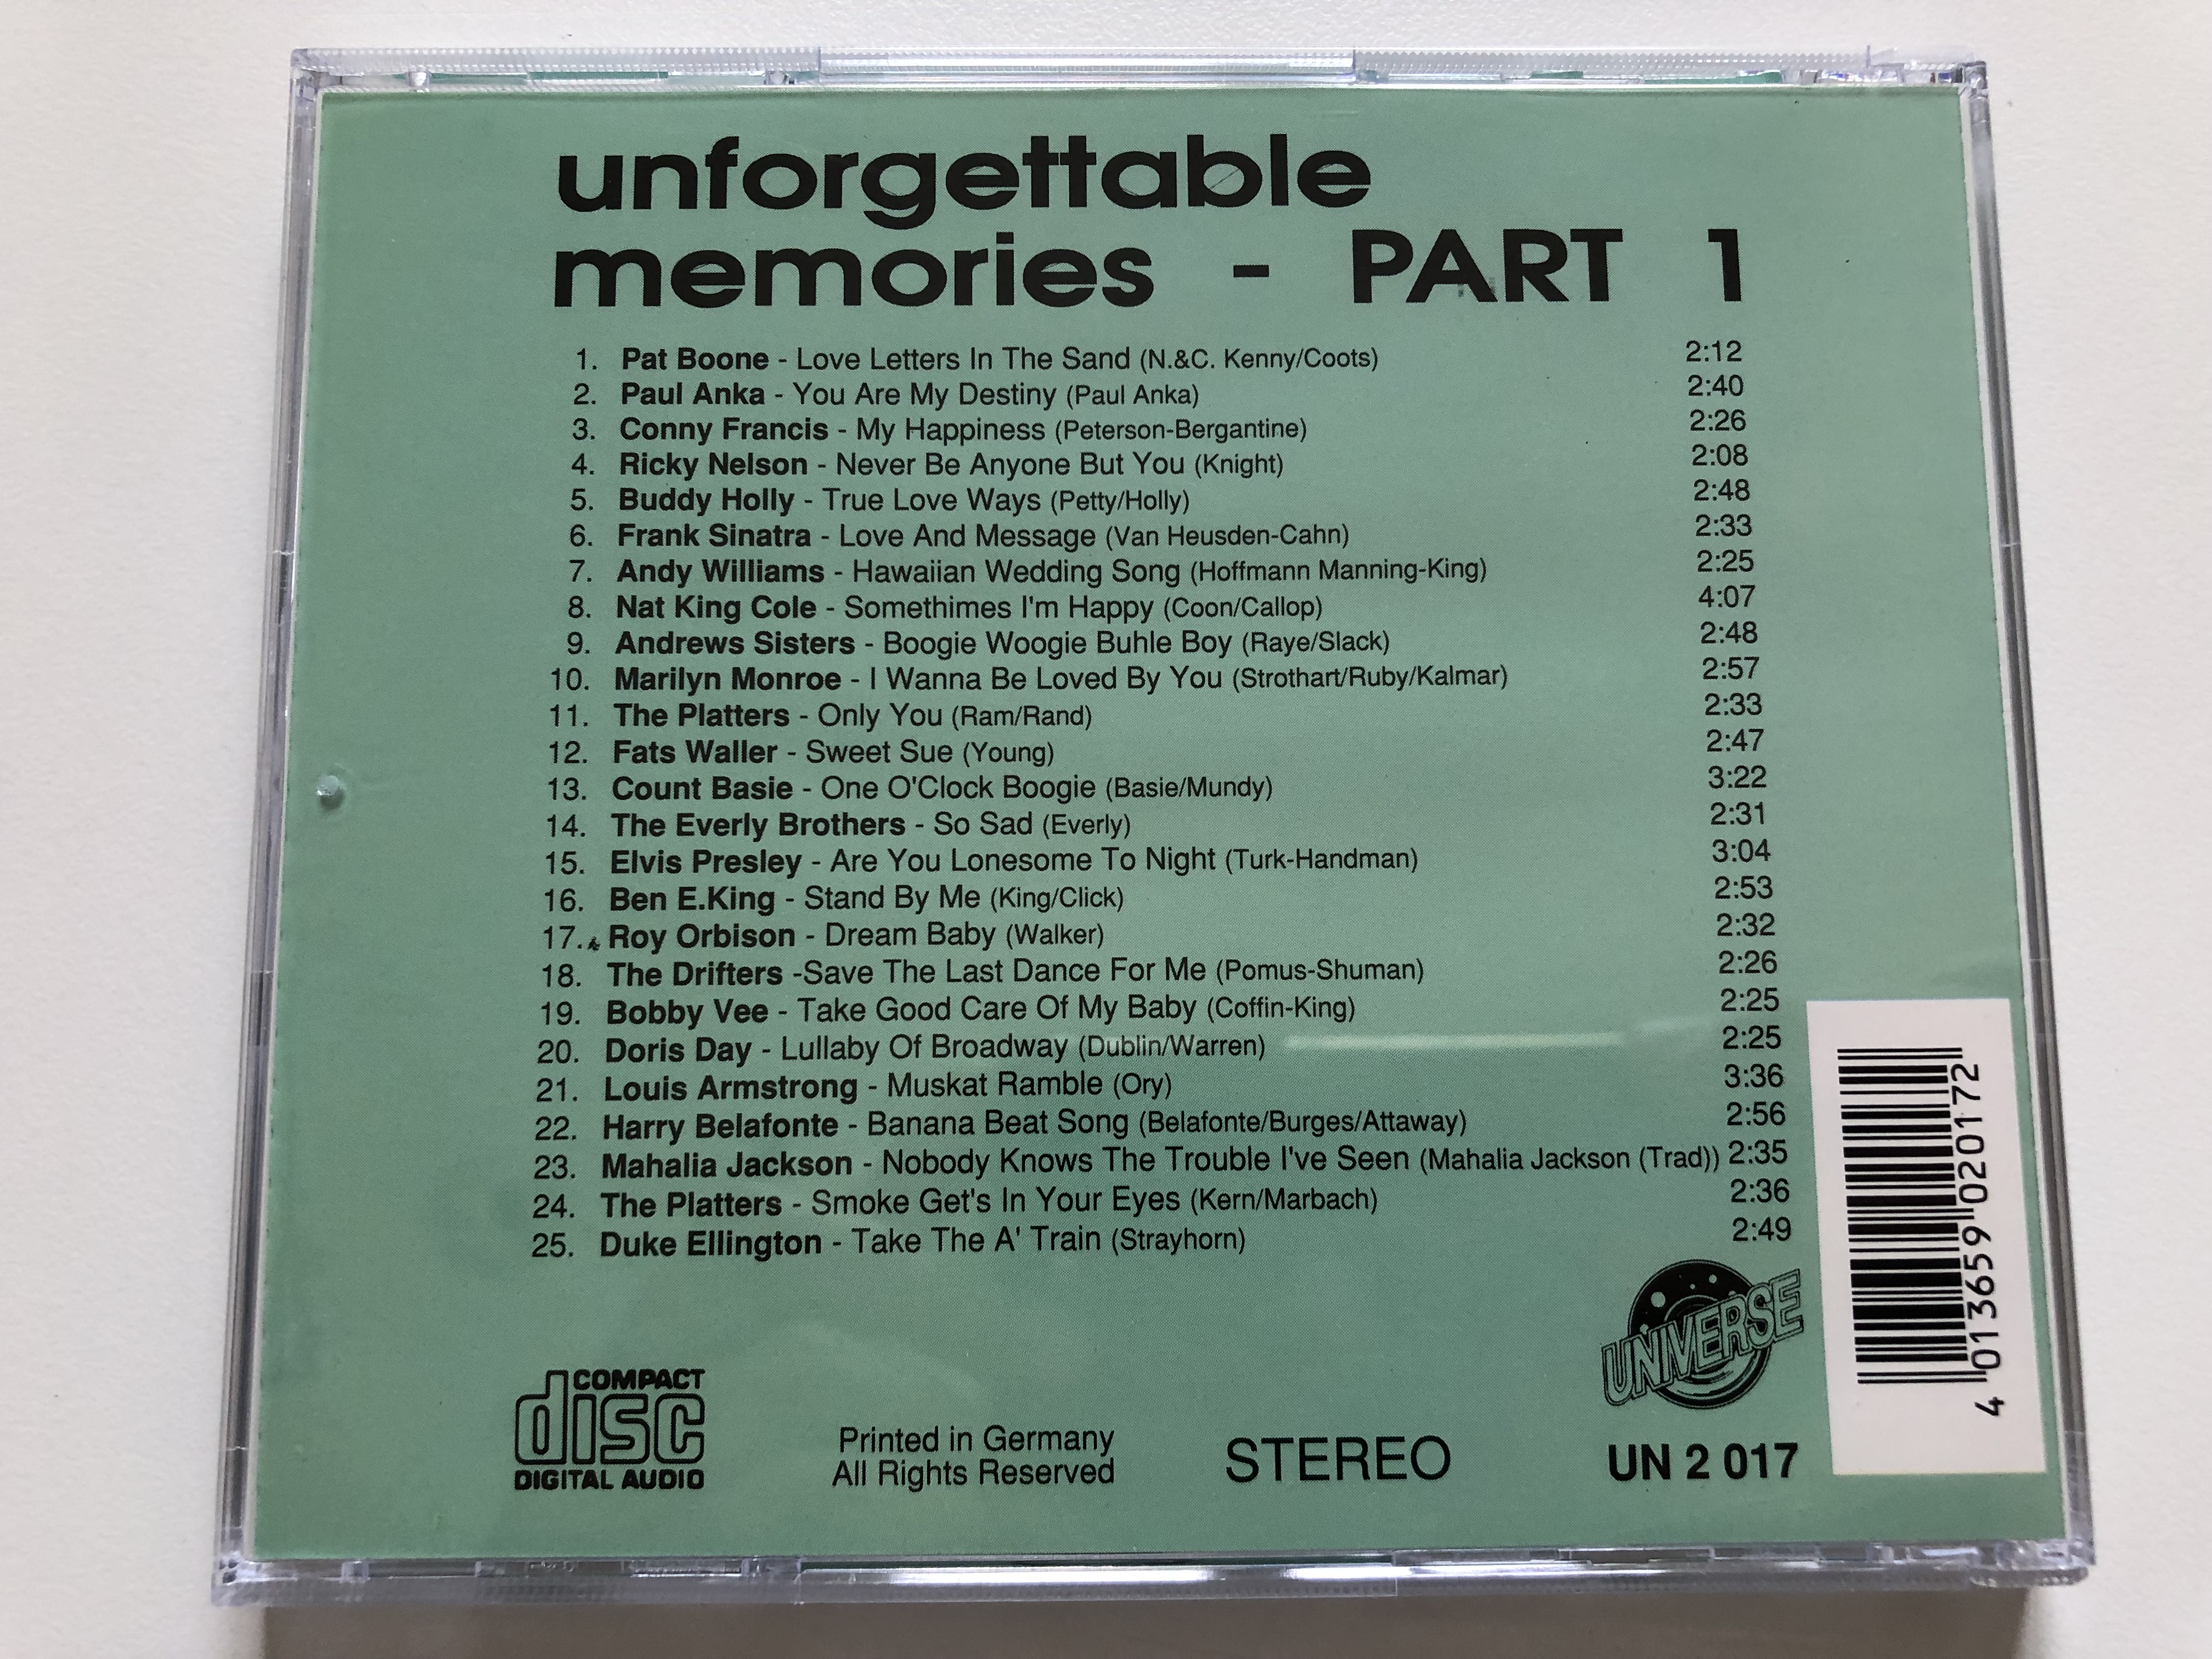 unforgettable
memories - PART 1
1. Pat Boone - Love Letters In The Sand (N.&C. Kenny/Coots) 2:12
2. Paul Anka - You Are My Destiny (Paul Anka) 2:40
3. Conny Francis - My Happiness (Peterson-Bergantine) 2:26
4. Ricky Nelson - Never Be Anyone But You (Knight) 2:08
5. Buddy Holly - True Love Ways (Petty/Holly) 2:48
6. Frank Sinatra - Love And Message (Van Heusden-Cahn) 2:33
7. Andy Williams - Hawaiian Wedding Song (Hoffmann Manning-King) 2:25
8. Nat King Cole - Somethimes I'm Happy (Coon/Callop) 4:07
9. Andrews Sisters - Boogie Woogie Buhle Boy (Raye/Slack) 2:48
10. Marilyn Monroe - I Wanna Be Loved By You (Strothart/Ruby/Kalmar) 2:57
11. The Platters - Only You (Ram/Rand) 2:33
12. Fats Waller - Sweet Sue (Young) 2:47
13. Count Basie - One O'Clock Boogie (Basie/Mundy) 3:22
14. The Everly Brothers - So Sad (Everly) 2:31
15. Elvis Presley - Are You Lonesome To Night (Turk-Handman) 3:04
16. Ben E.King - Stand By Me (King/Click) 2:53
17. Roy Orbison - Dream Baby (Walker) 2:32
18. The Drifters -Save The Last Dance For Me (Pomus-Shuman) 2:26
19. Bobby Vee - Take Good Care Of My Baby (Coffin-King) 2:25
20. Doris Day - Lullaby Of Broadway (Dublin/Warren) 2:25
21. Louis Armstrong - Muskat Ramble (Ory) 3:36
22. Harry Belafonte - Banana Beat Song (Belafonte/Burges/Attaway) 2:56
23. Mahalia Jackson - Nobody Knows The Trouble I've Seen (Mahalia Jackson (Trad)) 2:35
24. The Platters - Smoke Get's In Your Eyes (Kern/Marbach) 2:36
25. Duke Ellington - Take The A' Train (Strayhorn) 2:49
UNIVERSE
COMPACT
disc
DIGITAL AUDIO
Printed in Germany
All Rights Reserved
STEREO
UN 2 017
4 013659 020172